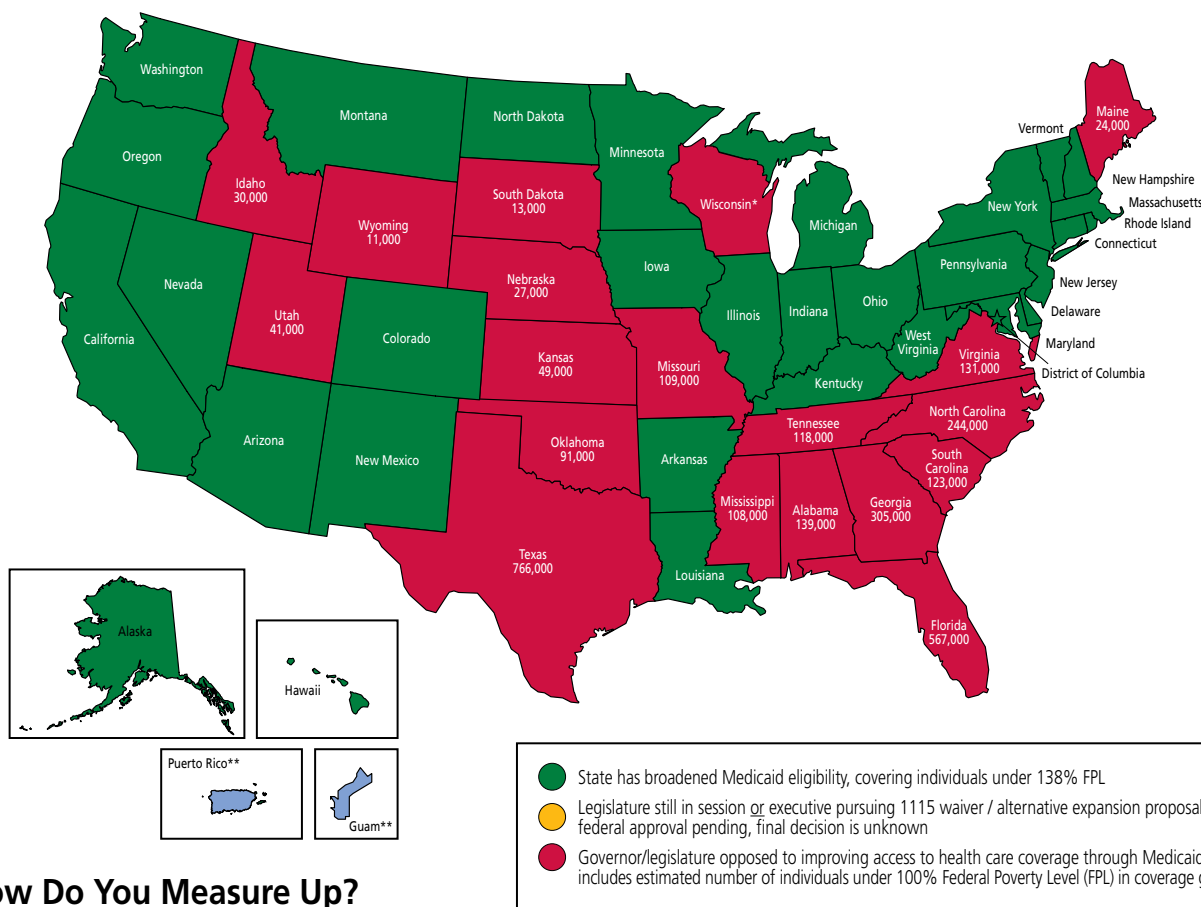 Washington
Montana
North Dakota
Minnesota
Oregon
Idaho
30,000
Wyoming
11,000
South Dakota
13,000
Wisconsin*
Michigan
Vermont
Maine
24,000
New Hampshire
Massachusetts
New York
Rhode Island
Connecticut
Nevada
Utah
41,000
California
Colorado
Nebraska
27,000
Iowa
Illinois
Indiana
Ohio
Pennsylvania
New Jersey
Delaware
Maryland
District of Columbia
West
Virginia
Virginia
131,000
Kansas
49,000
Missouri
109,000
Kentucky
Arizona
New Mexico
Oklahoma
91,000
Arkansas
Tennessee
118,000
North Carolina
244,000
South
Carolina
123,000
Mississippi
108,000
Alabama
139,000
Georgia
305,000
Texas
766,000
Louisiana
Florida
567,000
Alaska
Hawaii
Puerto Rico**
Guam**
State has broadened Medicaid eligibility, covering individuals under 138% FPL
Legislature still in session or executive pursuing 1115 waiver / alternative expansion proposal
federal approval pending, final decision is unknown
Governor/legislature opposed to improving access to health care coverage through Medicaid
includes estimated number of individuals under 100% Federal Poverty Level (FPL) in coverage
ow Do You Measure Up?